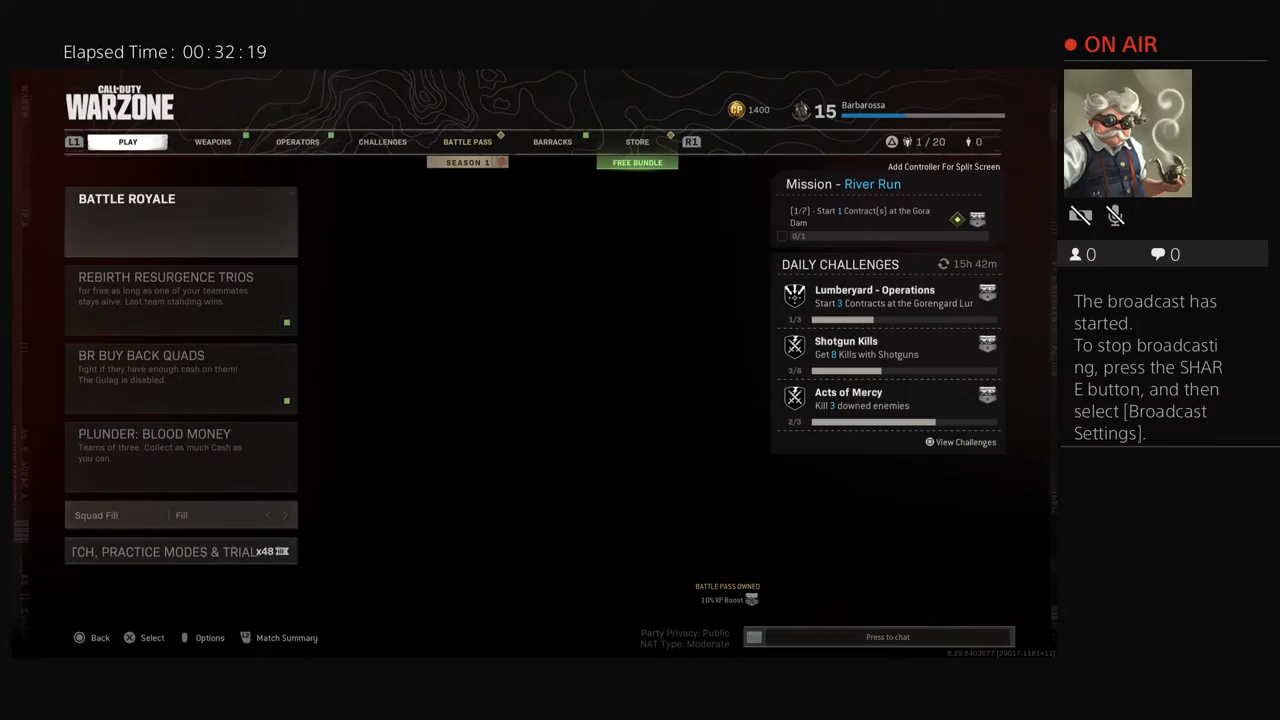 Elapsed Time: 00:32:19
ON AIR
CALL OF DUTY
WARZONE
CP 1400
15
Barbarossa
L1
PLAY
WEAPONS
OPERATORS
CHALLENGES
BATTLE PASS
BARRACKS
STORE
R1
1 / 20
0
SEASON 1
FREE BUNDLE
Add Controller For Split Screen
BATTLE ROYALE
REBIRTH RESURGENCE TRIOS
for free as long as one of your teammates
stays alive. Last team standing wins.
BR BUY BACK QUADS
fight if they have enough cash on them!
The Gulag is disabled.
PLUNDER: BLOOD MONEY
Teams of three. Collect as much Cash as
you can.
Squad Fill
Fill
TCH, PRACTICE MODES & TRIAL
x48
Mission - River Run
(1/7) - Start 1 Contract(s) at the Gora
Dam
0/1
DAILY CHALLENGES
15h 42m
Lumberyard - Operations
Start 3 Contracts at the Gorengard Lur
1/3
Shotgun Kills
Get 8 Kills with Shotguns
3/8
Acts of Mercy
Kill 3 downed enemies
2/3
View Challenges
BATTLE PASS OWNED
10% XP Boost
Back
Select
Options
Match Summary
Party Privacy: Public
NAT Type: Moderate
Press to chat
0
0
The broadcast has
started.
To stop broadcasti
ng, press the SHAR
E button, and then
select [Broadcast
Settings].